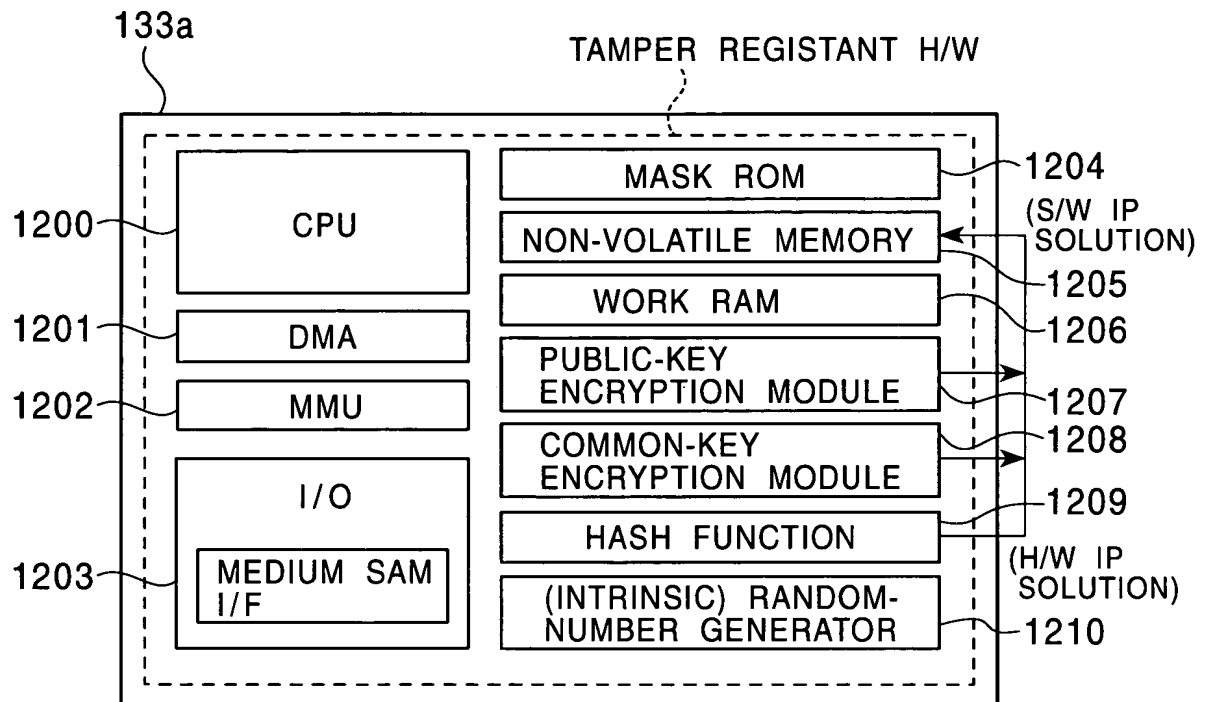 133a
TAMPER REGISTANT H/W
1200
CPU
1201
DMA
1202
MMU
1203
I/O
MEDIUM SAM
I/F
MASK ROM
1204
NON-VOLATILE MEMORY
(S/W IP
SOLUTION)
1205
WORK RAM
1206
PUBLIC-KEY
ENCRYPTION MODULE
1207
COMMON-KEY
ENCRYPTION MODULE
1208
HASH FUNCTION
1209
(H/W IP
SOLUTION)
(INTRINSIC) RANDOM-
NUMBER GENERATOR
1210